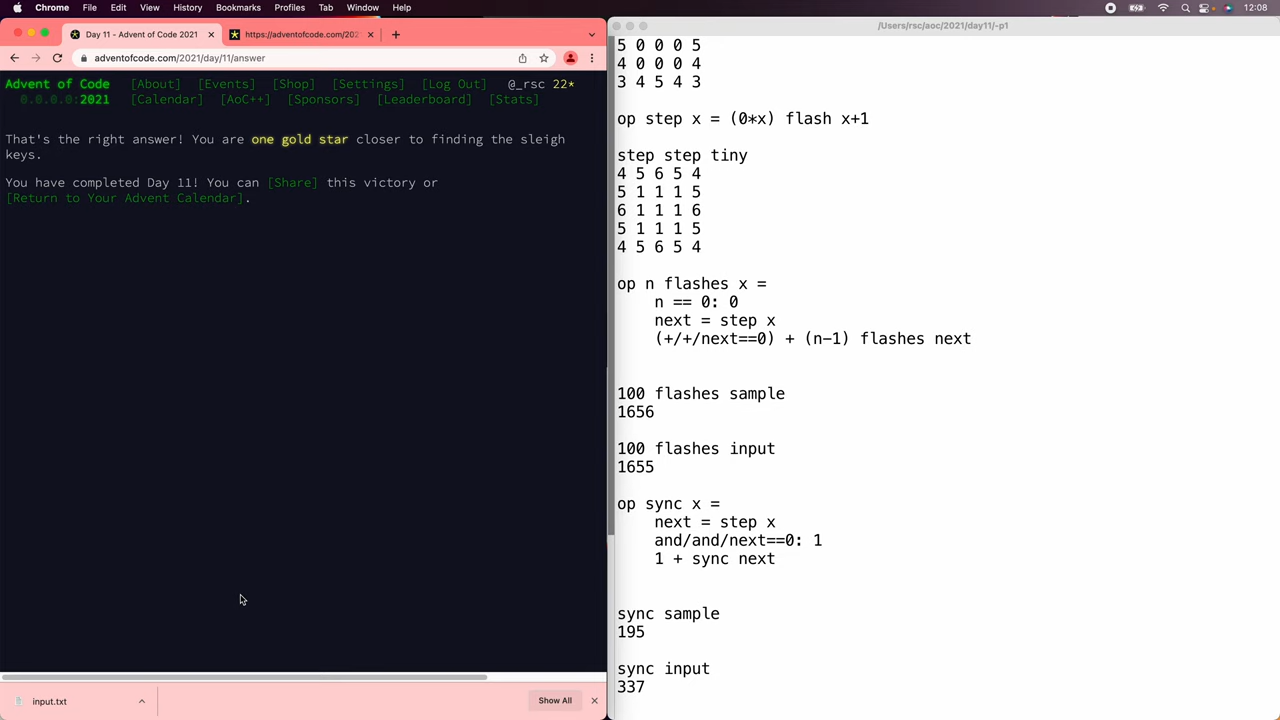 Chrome File Edit View History Bookmarks Profiles Tab Window Help 12:08
Day 11 - Advent of Code 2021
https://adventofcode.com/202
adventofcode.com/2021/day/11/answer
Advent of Code [About] [Events] [Shop] [Settings] [Log Out] @_rsc 22*
0.0.0.0:2021 [Calendar] [AoC++] [Sponsors] [Leaderboard] [Stats]
That's the right answer! You are one gold star closer to finding the sleigh
keys.
You have completed Day 11! You can [Share] this victory or
[Return to Your Advent Calendar].
input.txt
Show All
/Users/rsc/aoc/2021/day11/-p1
5 0 0 0 5
4 0 0 0 4
3 4 5 4 3
op step x = (0*x) flash x+1
step step tiny
4 5 6 5 4
5 1 1 1 5
6 1 1 1 6
5 1 1 1 5
4 5 6 5 4
op n flashes x =
n == 0: 0
next = step x
(+/+/next==0) + (n-1) flashes next
100 flashes sample
1656
100 flashes input
1655
op sync x =
next = step x
and/and/next==0: 1
1 + sync next
sync sample
195
sync input
337